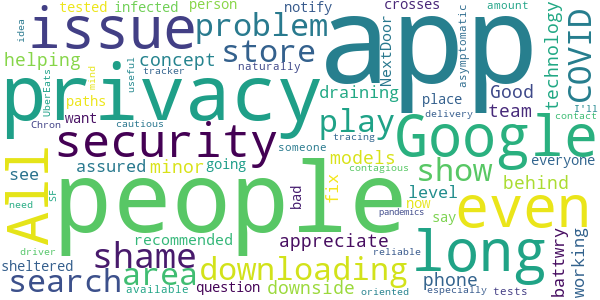 tested infected person notify crosses
idea issue problem app NextDoor asymptomatic amount technology COVID
helping store concept naturally Good I'll
UberEats mind useful tracker draining team
privacy paths want play place delivery contact
Chron cautious security someone tracing Google
All assured minor going models contagious show level everyone
see SF people fix now say behind even
need shame bad pandemics long
driver recommended appreciate reliable battwry working
sheltered area downloading phone
search available question downside especially oriented tests